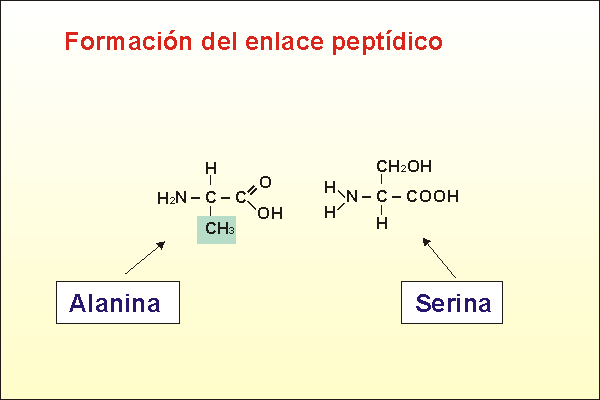 Formación del enlace peptídico
H
H₂N – C – C
O
OH
CH₃
CH₂OH
H
H
N – C – COOH
H
Alanina
Serina